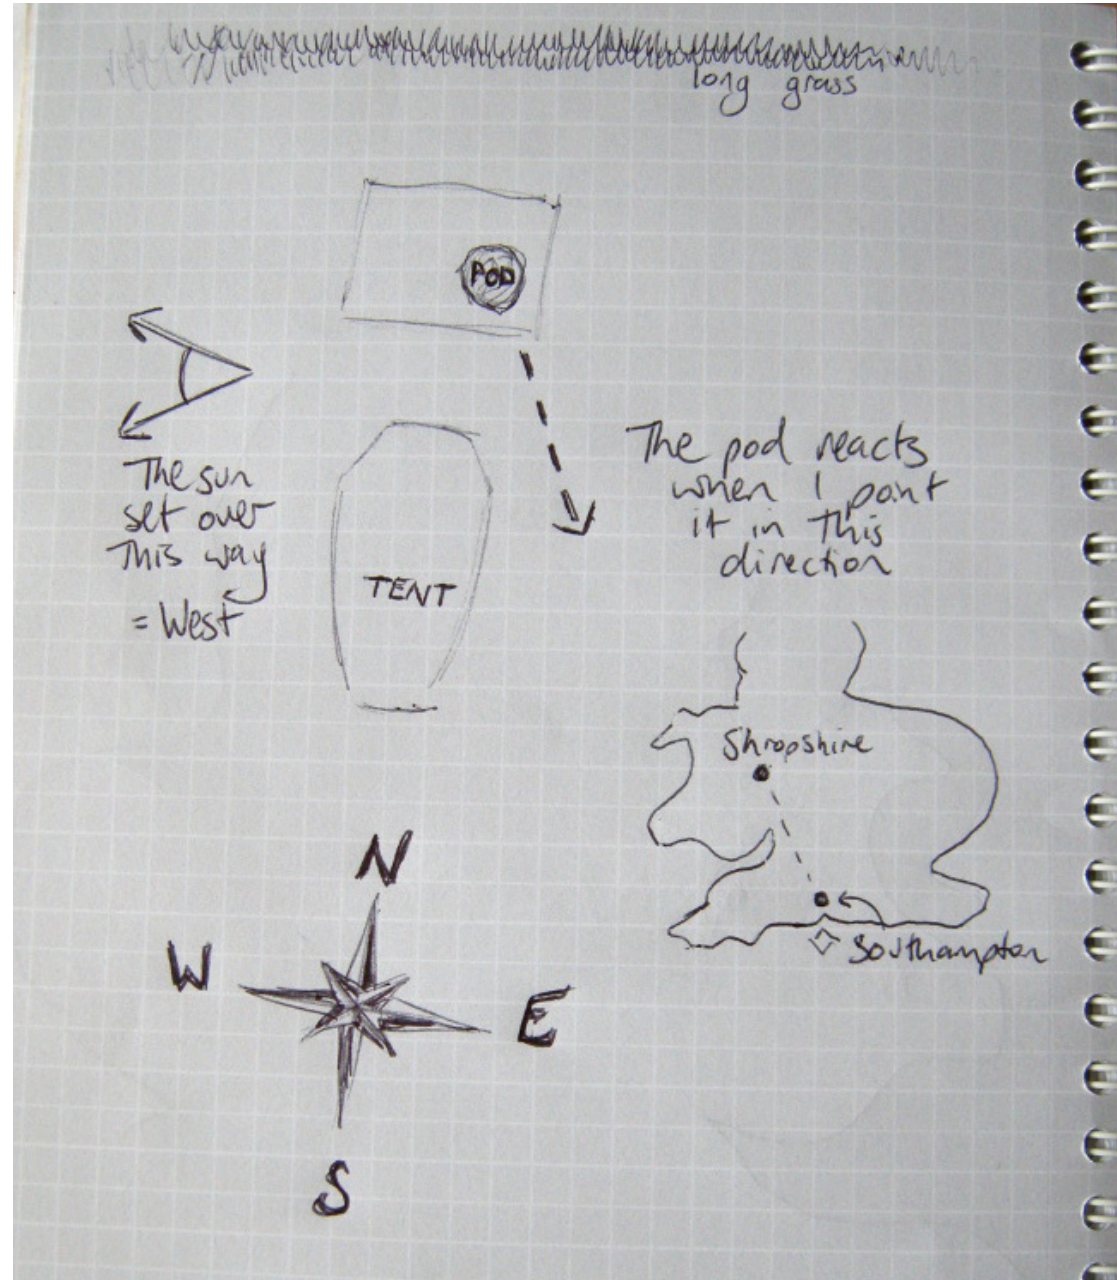 long grass
POD
The sun
set over
this way
= West
The pod reacts
when I point
it in this
direction
TENT
Shropshire
Southampton
N
W
E
S